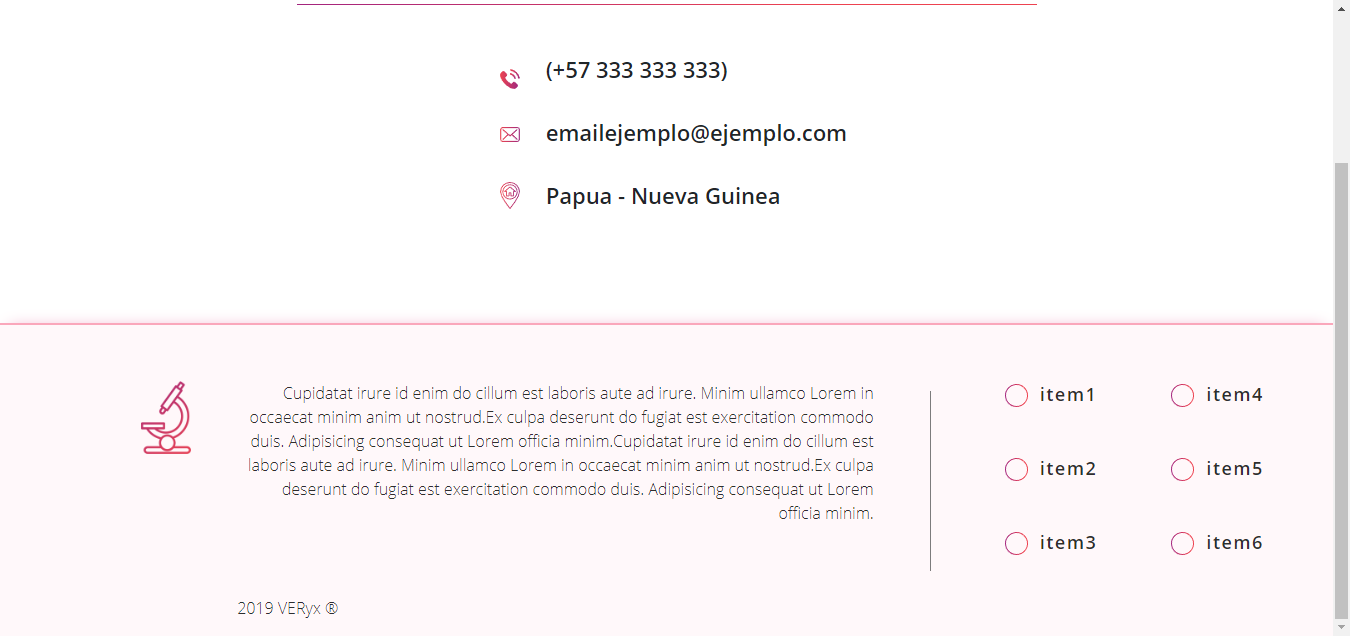 (+57 333 333 333)
emailejemplo@ejemplo.com
Papua - Nueva Guinea
Cupidatat irure id enim do cillum est laboris aute ad irure. Minim ullamco Lorem in
occaecat minim anim ut nostrud.Ex culpa deserunt do fugiat est exercitation commodo
duis. Adipisicing consequat ut Lorem officia minim.Cupidatat irure id enim do cillum est
laboris aute ad irure. Minim ullamco Lorem in occaecat minim anim ut nostrud.Ex culpa
deserunt do fugiat est exercitation commodo duis. Adipisicing consequat ut Lorem
officia minim.
item1
item4
item2
item5
item3
item6
2019 VERyx ®